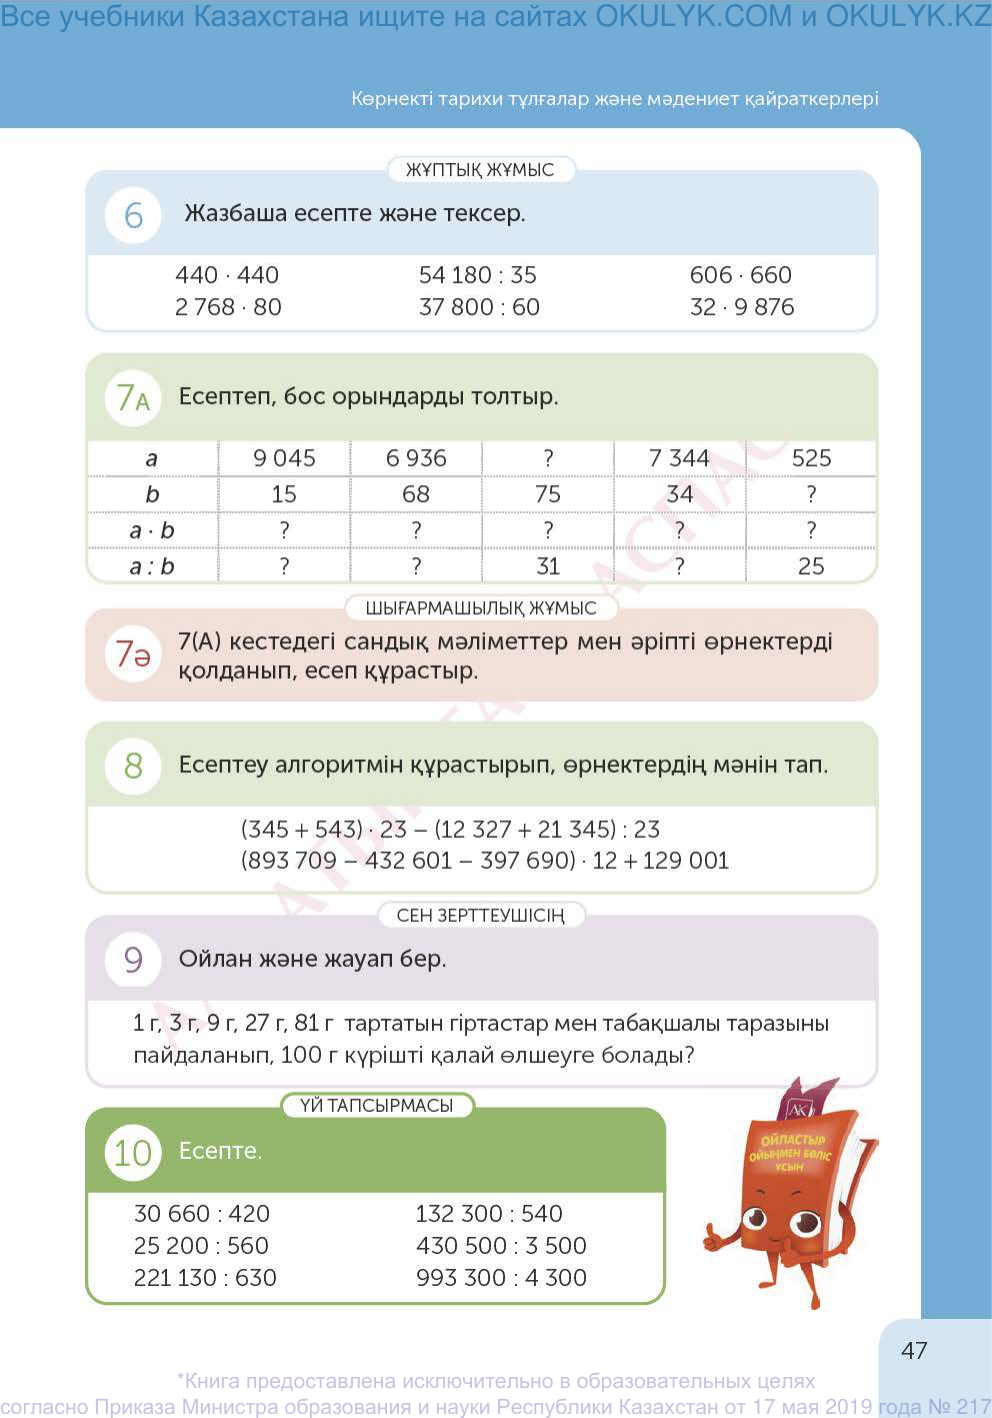 Все учебники Казахстана ищите на сайтах OKULYK.COM и OKULYK.KZ
Көрнекті тарихи тұлғалар және мәдениет қайраткерлері
ЖҰПТЫҚ ЖҰМЫС
6 Жазбаша есепте және тексер.
440 · 440 54 180 : 35 606 · 660
2 768 · 80 37 800 : 60 32 · 9 876
7А Есептеп, бос орындарды толтыр.
a 9 045 6 936 ? 7 344 525
b 15 68 75 34 ?
a · b ? ? ? ? ?
a : b ? ? 31 ? 25
ШЫҒАРМАШЫЛЫҚ ЖҰМЫС
7ә 7(А) кестедегі сандық мәліметтер мен әріпті өрнектерді
қолданып, есеп құрастыр.
8 Есептеу алгоритмін құрастырып, өрнектердің мәнін тап.
(345 + 543) · 23 – (12 327 + 21 345) : 23
(893 709 – 432 601 – 397 690) · 12 + 129 001
СЕН ЗЕРТТЕУШІСІҢ
9 Ойлан және жауап бер.
1 г, 3 г, 9 г, 27 г, 81 г тартатын гіртастар мен табақшалы таразыны
пайдаланып, 100 г күрішті қалай өлшеуге болады?
ҮЙ ТАПСЫРМАСЫ
10 Есепте.
30 660 : 420 132 300 : 540
25 200 : 560 430 500 : 3 500
221 130 : 630 993 300 : 4 300
АК
ОЙЛАСТЫР
ОЙЫҢМЕН БӨЛІС
ҰСЫН
47
*Книга предоставлена исключительно в образовательных целях
согласно Приказа Министра образования и науки Республики Казахстан от 17 мая 2019 года № 217